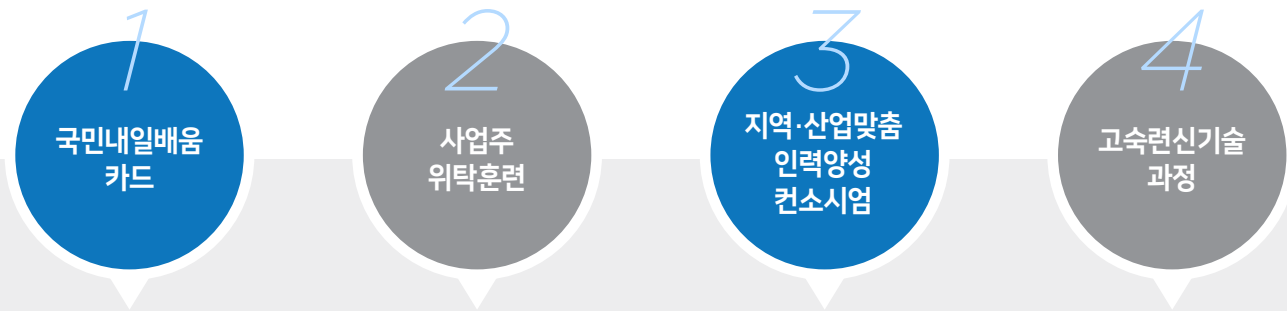 1
국민내일배움
카드
2
사업주
위탁훈련
3
지역·산업맞춤
인력양성
컨소시엄
4
고숙련신기술
과정